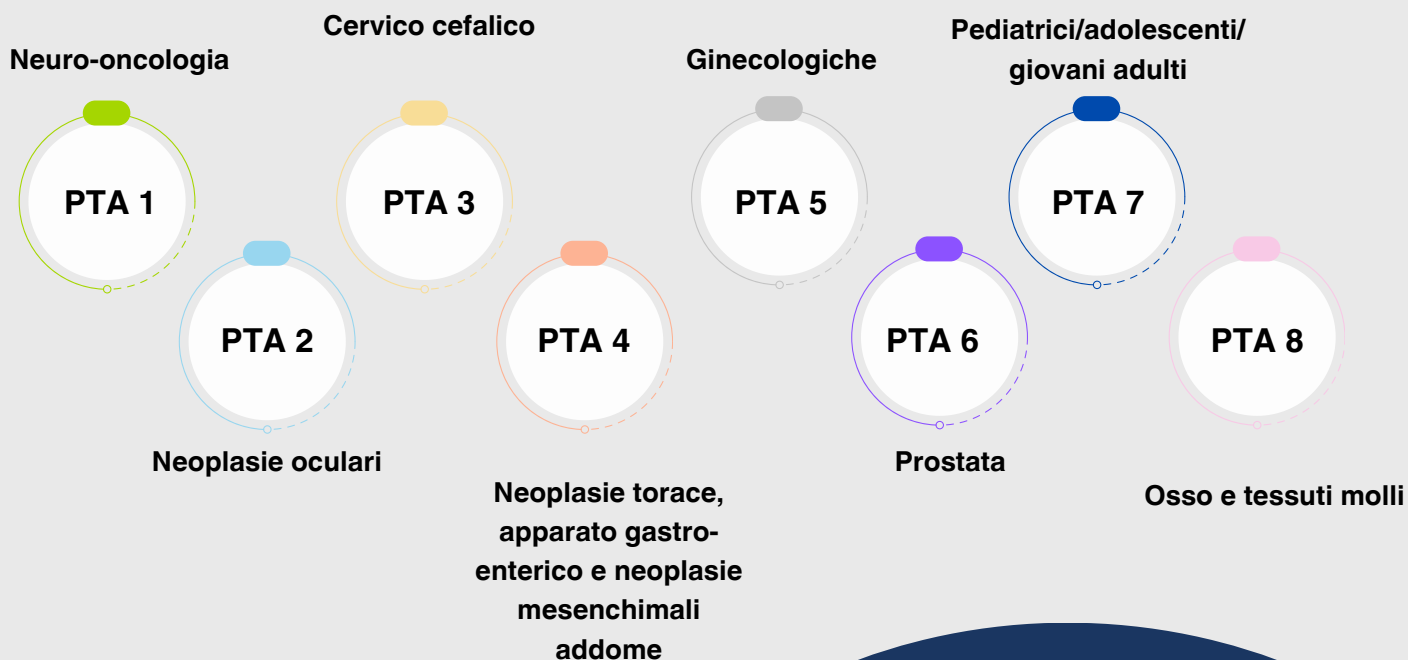 Neuro-oncologia
PTA 1
PTA 2
Neoplasie oculari
Cervico cefalico
PTA 3
PTA 4
Neoplasie torace,
apparato gastro-
enterico e neoplasie
mesenchimali
addome
Ginecologiche
PTA 5
PTA 6
Prostata
Pediatrici/adolescenti/
giovani adulti
PTA 7
PTA 8
Osso e tessuti molli